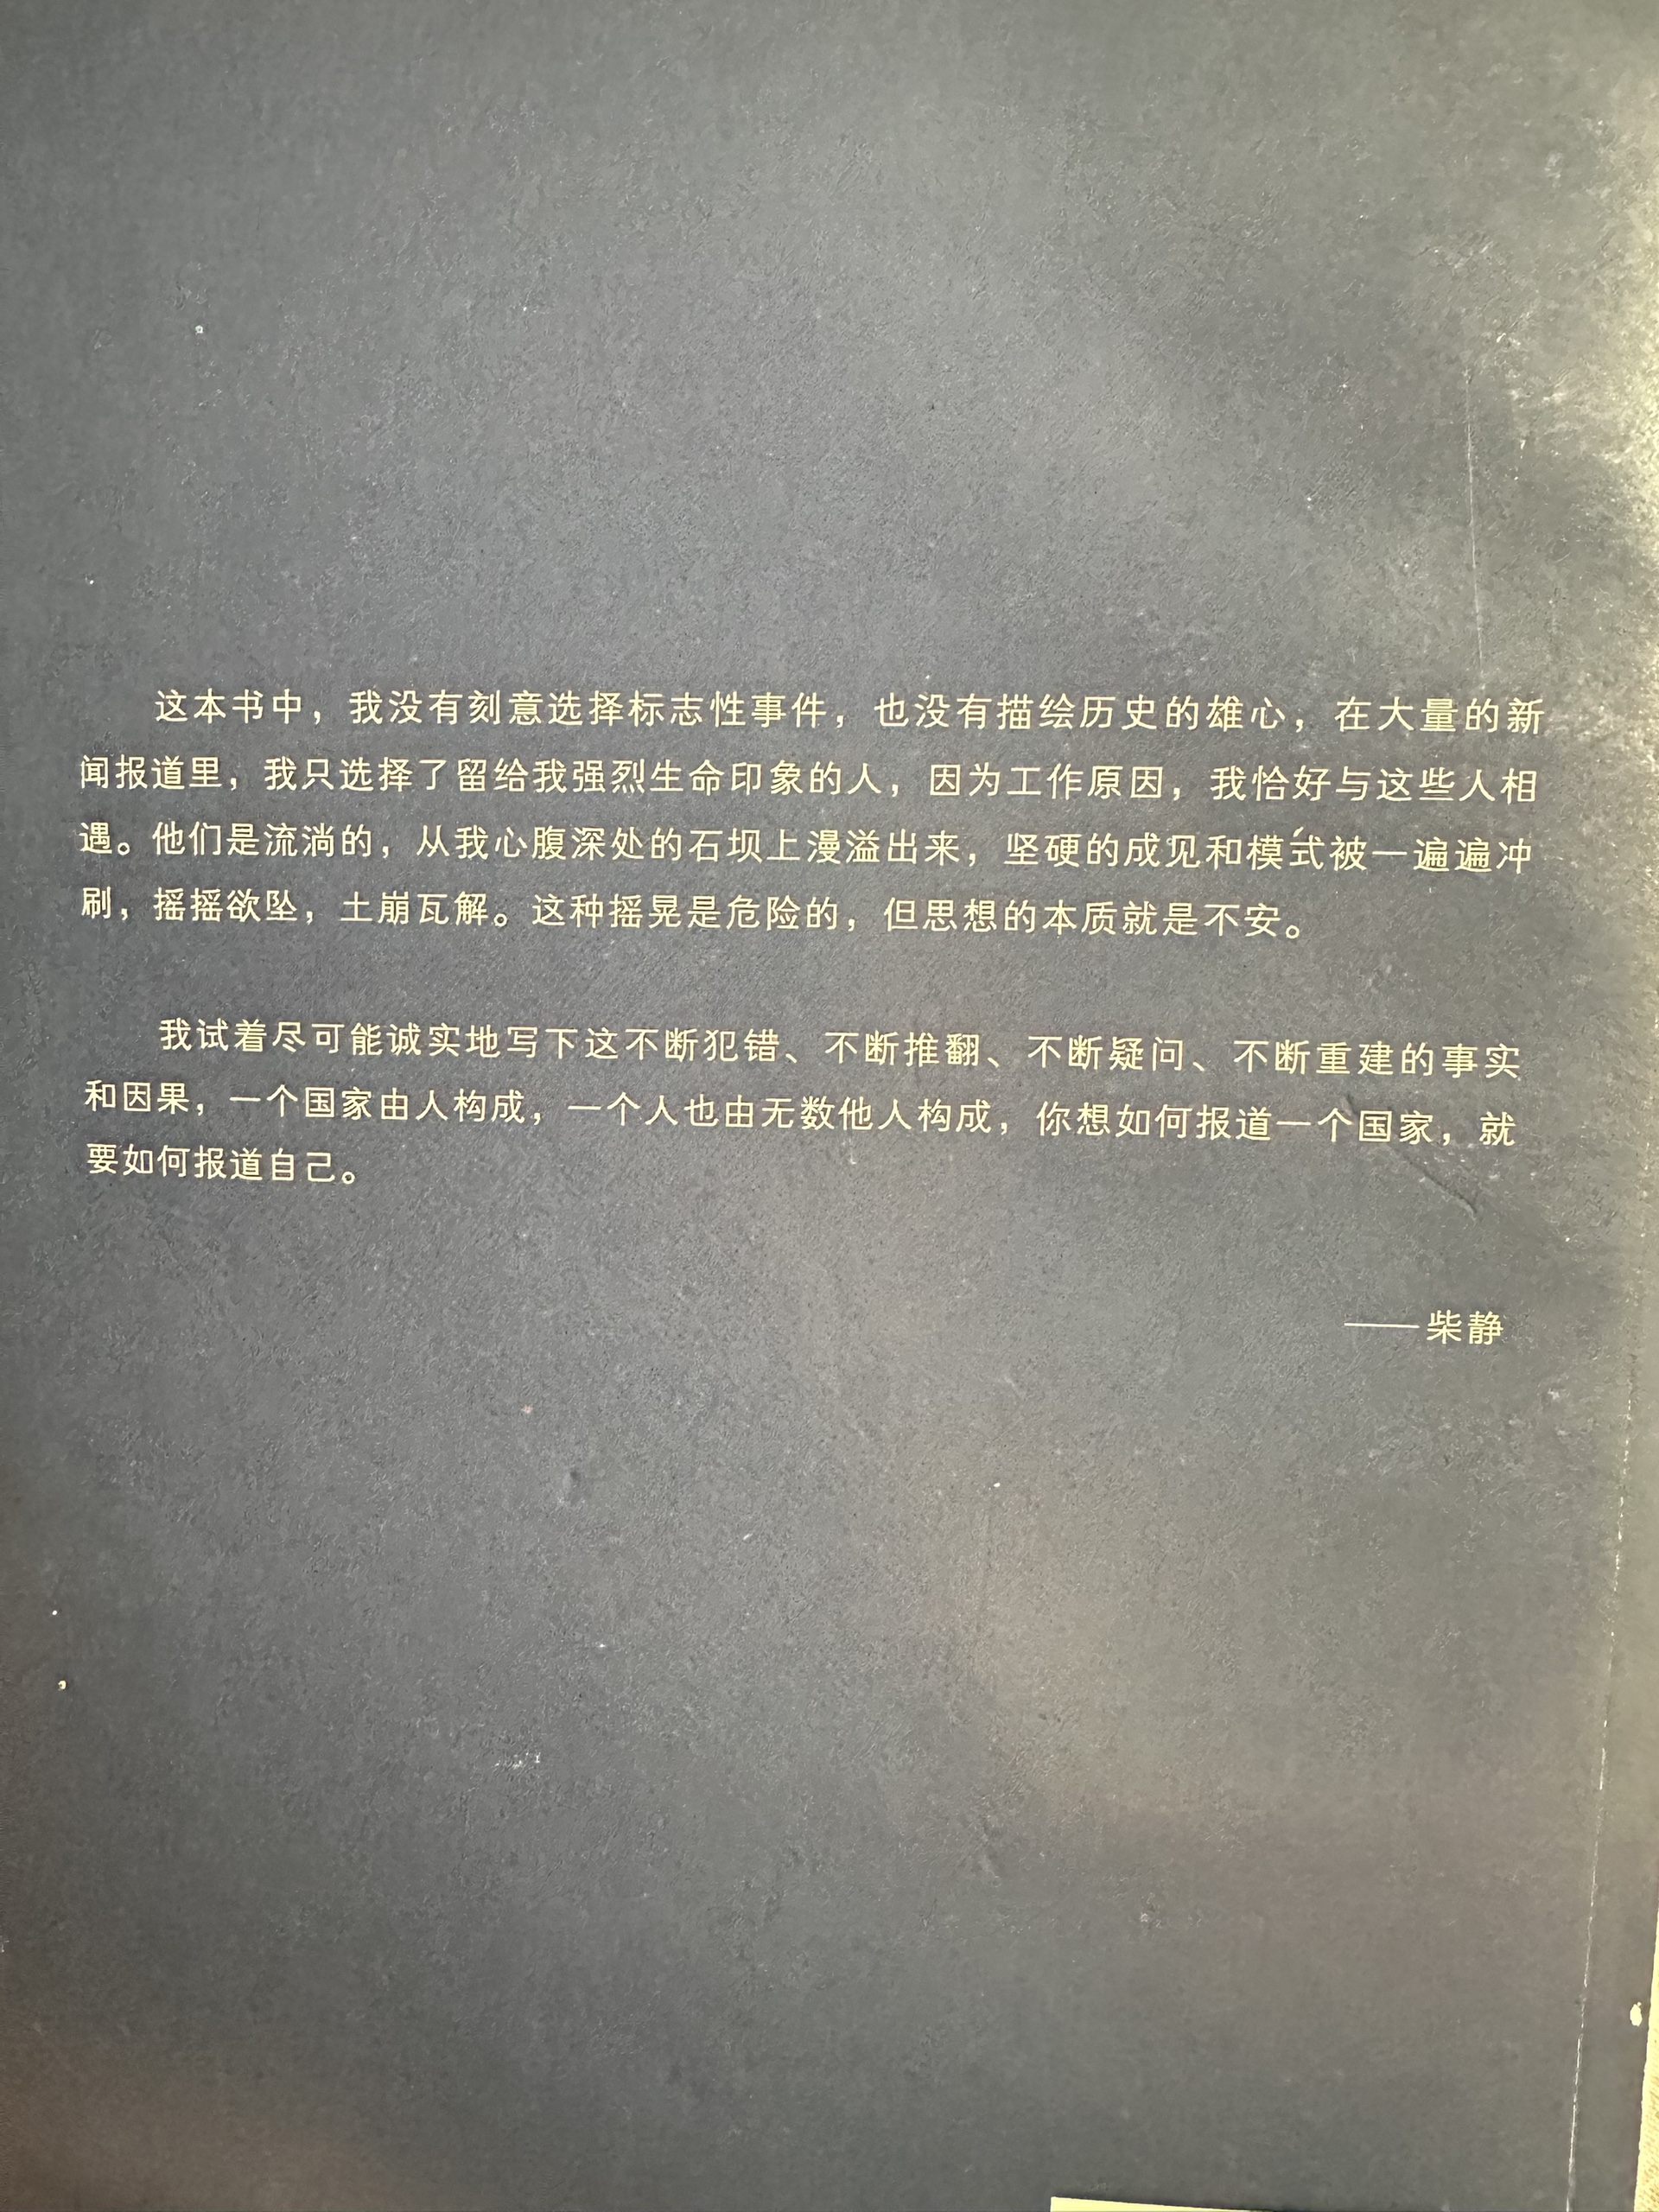 这本书中，我没有刻意选择标志性事件，也没有描绘历史的雄心，在大量的新
闻报道里，我只选择了留给我强烈生命印象的人，因为工作原因，我恰好与这些人相
遇。他们是流淌的，从我心腹深处的石坝上漫溢出来，坚硬的成见和模式被一遍遍冲
刷，摇摇欲坠，土崩瓦解。这种摇晃是危险的，但思想的本质就是不安。
我试着尽可能诚实地写下这不断犯错、不断推翻、不断疑问、不断重建的事实
和因果，一个国家由人构成，一个人也由无数他人构成，你想如何报道一个国家，就
要如何报道自己。
——柴静